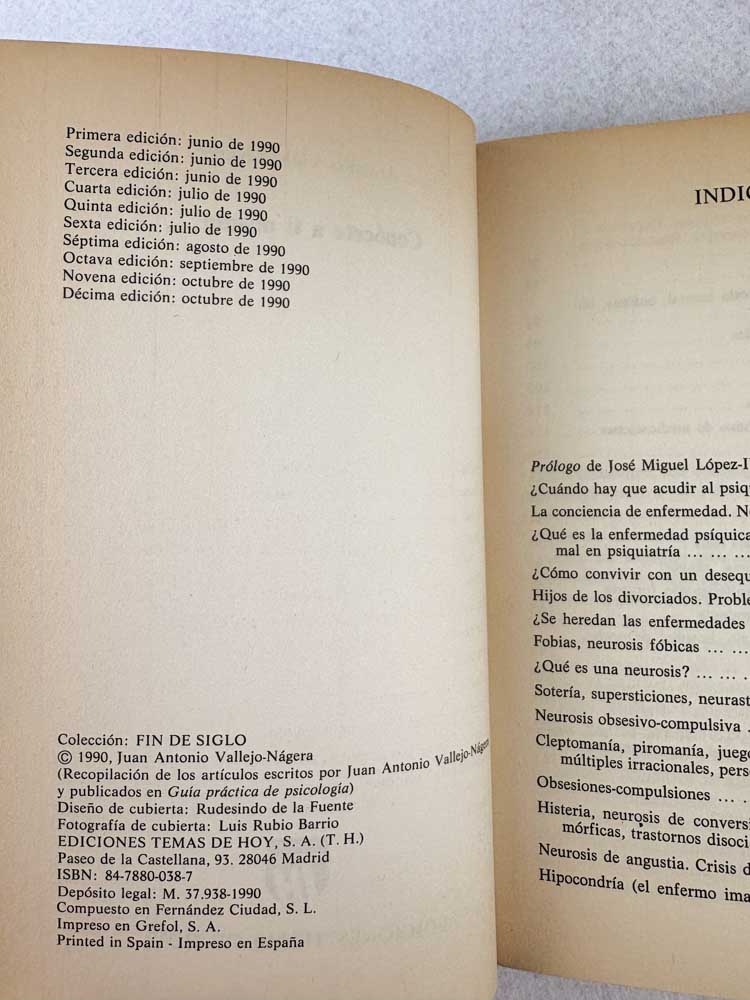 Primera edición: junio de 1990
Segunda edición: junio de 1990
Tercera edición: junio de 1990
Cuarta edición: julio de 1990
Quinta edición: julio de 1990
Sexta edición: julio de 1990
Séptima edición: agosto de 1990
Octava edición: septiembre de 1990
Novena edición: octubre de 1990
Décima edición: octubre de 1990
Colección: FIN DE SIGLO
© 1990, Juan Antonio Vallejo-Nágera
(Recopilación de los artículos escritos por Juan Antonio Vallejo-Nágera
y publicados en Guía práctica de psicología)
Diseño de cubierta: Rudesindo de la Fuente
Fotografía de cubierta: Luis Rubio Barrio
EDICIONES TEMAS DE HOY, S. A. (T. H.)
Paseo de la Castellana, 93. 28046 Madrid
ISBN: 84-7880-038-7
Depósito legal: M. 37.938-1990
Compuesto en Fernández Ciudad, S. L.
Impreso en Grefol, S. A.
Printed in Spain - Impreso en España
INDIC
Prólogo de José Miguel López-I
¿Cuándo hay que acudir al psiq
La conciencia de enfermedad. N
¿Qué es la enfermedad psíquica
mal en psiquiatría ... ... ...
¿Cómo convivir con un desequ
Hijos de los divorciados. Proble
¿Se heredan las enfermedades
Fobias, neurosis fóbicas ... ...
¿Qué es una neurosis? ... ... .
Sotería, supersticiones, neurast
Neurosis obsesivo-compulsiva .
Cleptomanía, piromanía, juego
múltiples irracionales, pers
Obsesiones-compulsiones ... .
Histeria, neurosis de conversi
mórficas, trastornos disoci
Neurosis de angustia. Crisis d
Hipocondría (el enfermo ima